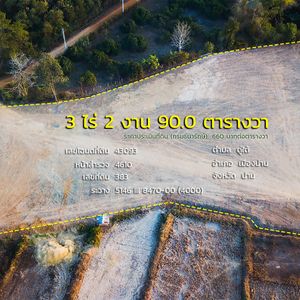 3 ไร่ 2 งาน 90.0 ตารางวา
ราคาประเมินที่ดิน (กรมธนารักษ์): 660 บาทต่อตารางวา
เลขโฉนดที่ดิน 43093
หน้าสำรวจ 4610
เลขที่ดิน 383
ระวาง 5146 I 8470-00 (4000)
ตำบล ดู่ใต้
อำเภอ เมืองน่าน
จังหวัด น่าน